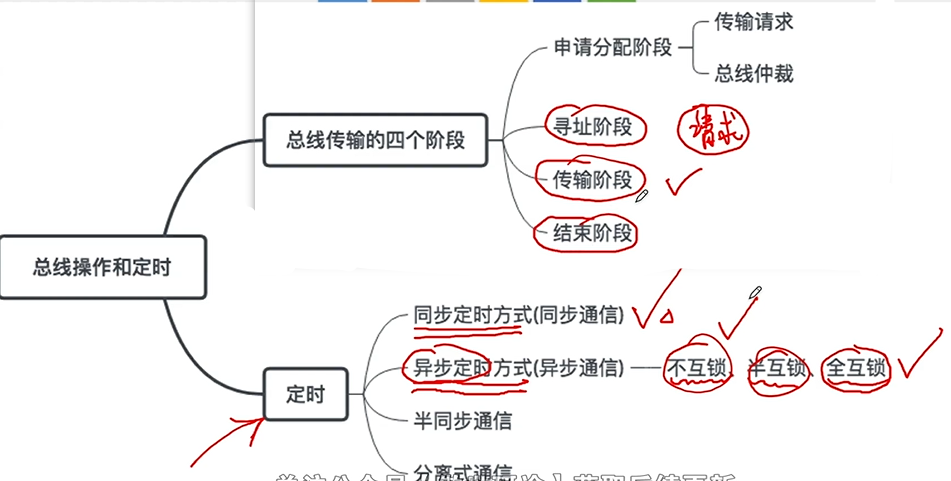 传输请求
申请分配阶段
总线仲裁
寻址阶段 请求
总线传输的四个阶段
传输阶段
结束阶段
总线操作和定时
同步定时方式(同步通信)
异步定时方式(异步通信) 不互锁、半互锁、全互锁
定时
半同步通信
分离式通信